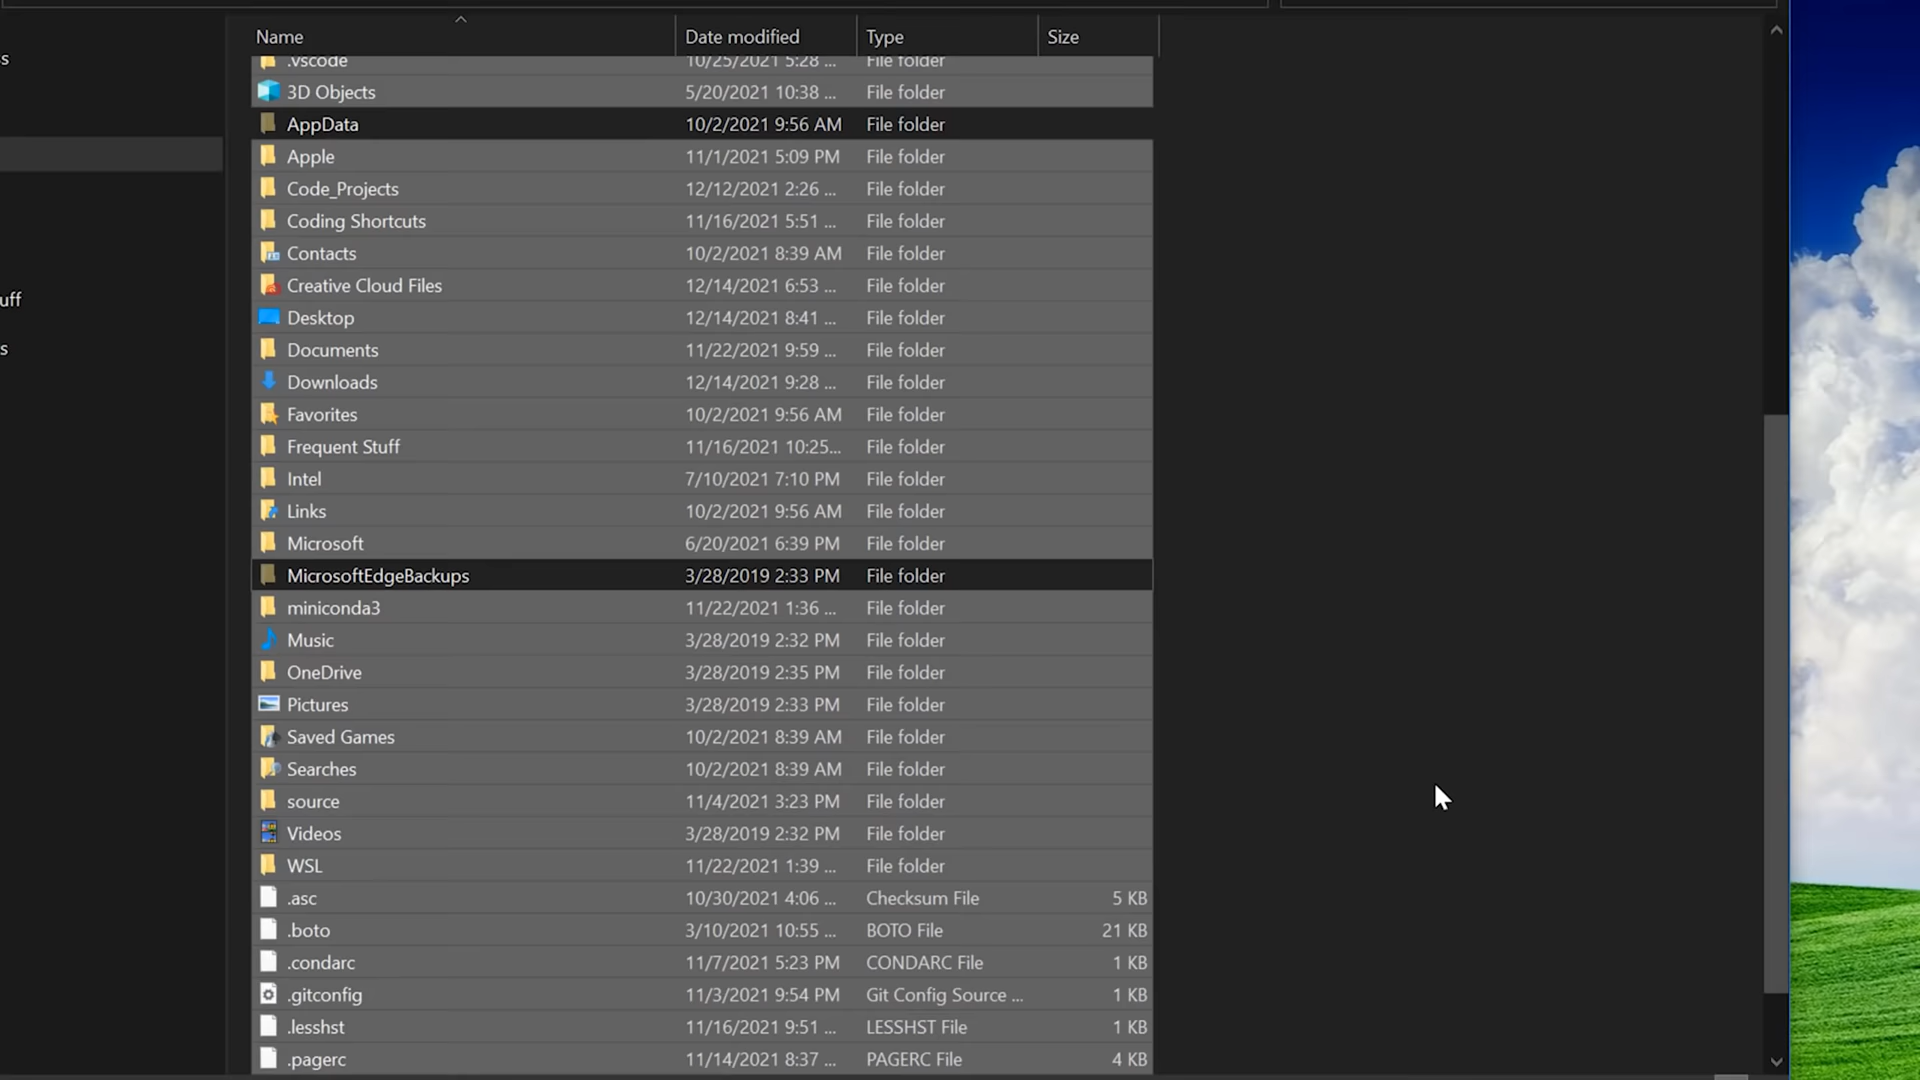 Name Date modified Type Size
.vscode 10/25/2021 5:28 ... File folder
3D Objects 5/20/2021 10:38 ... File folder
AppData 10/2/2021 9:56 AM File folder
Apple 11/1/2021 5:09 PM File folder
Code_Projects 12/12/2021 2:26 ... File folder
Coding Shortcuts 11/16/2021 5:51 ... File folder
Contacts 10/2/2021 8:39 AM File folder
Creative Cloud Files 12/14/2021 6:53 ... File folder
uff
Desktop 12/14/2021 8:41 ... File folder
s
Documents 11/22/2021 9:59 ... File folder
Downloads 12/14/2021 9:28 ... File folder
Favorites 10/2/2021 9:56 AM File folder
Frequent Stuff 11/16/2021 10:25... File folder
Intel 7/10/2021 7:10 PM File folder
Links 10/2/2021 9:56 AM File folder
Microsoft 6/20/2021 6:39 PM File folder
MicrosoftEdgeBackups 3/28/2019 2:33 PM File folder
miniconda3 11/22/2021 1:36 ... File folder
Music 3/28/2019 2:32 PM File folder
OneDrive 3/28/2019 2:35 PM File folder
Pictures 3/28/2019 2:33 PM File folder
Saved Games 10/2/2021 8:39 AM File folder
Searches 10/2/2021 8:39 AM File folder
source 11/4/2021 3:23 PM File folder
Videos 3/28/2019 2:32 PM File folder
WSL 11/22/2021 1:39 ... File folder
.asc 10/30/2021 4:06 ... Checksum File 5 KB
.boto 3/10/2021 10:55 ... BOTO File 21 KB
.condarc 11/7/2021 5:23 PM CONDARC File 1 KB
.gitconfig 11/3/2021 9:54 PM Git Config Source ... 1 KB
.lesshst 11/16/2021 9:51 ... LESSHST File 1 KB
.pagerc 11/14/2021 8:37 ... PAGERC File 4 KB